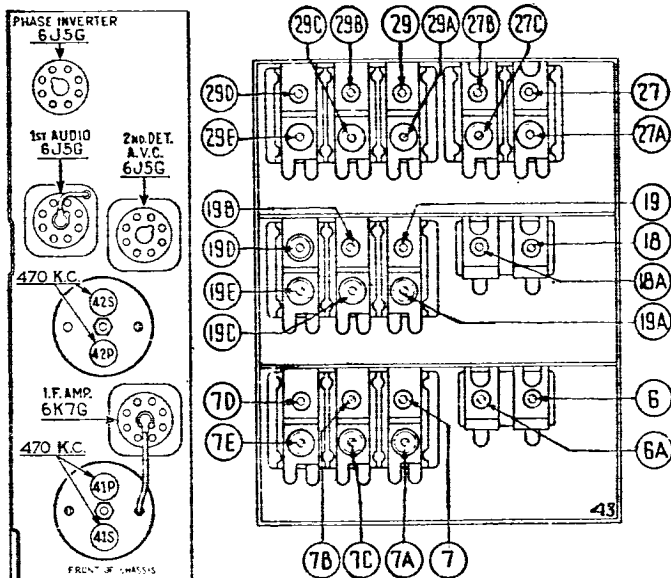 PHASE INVERTER
6J5G
1ST AUDIO
6J5G
2ND. DET.
A.V.C.
6J5G
470 K.C.
42S
42P
I.F. AMP.
6K7G
470 K.C.
41P
41S
FRONT OF CHASSIS
29C 29B 29 29A 27B 27C
29D 27
29E 27A
19B 19
19D 18
19E 18A
19C 19A
7D 6
7E 6A
7B 7C 7A 7
43